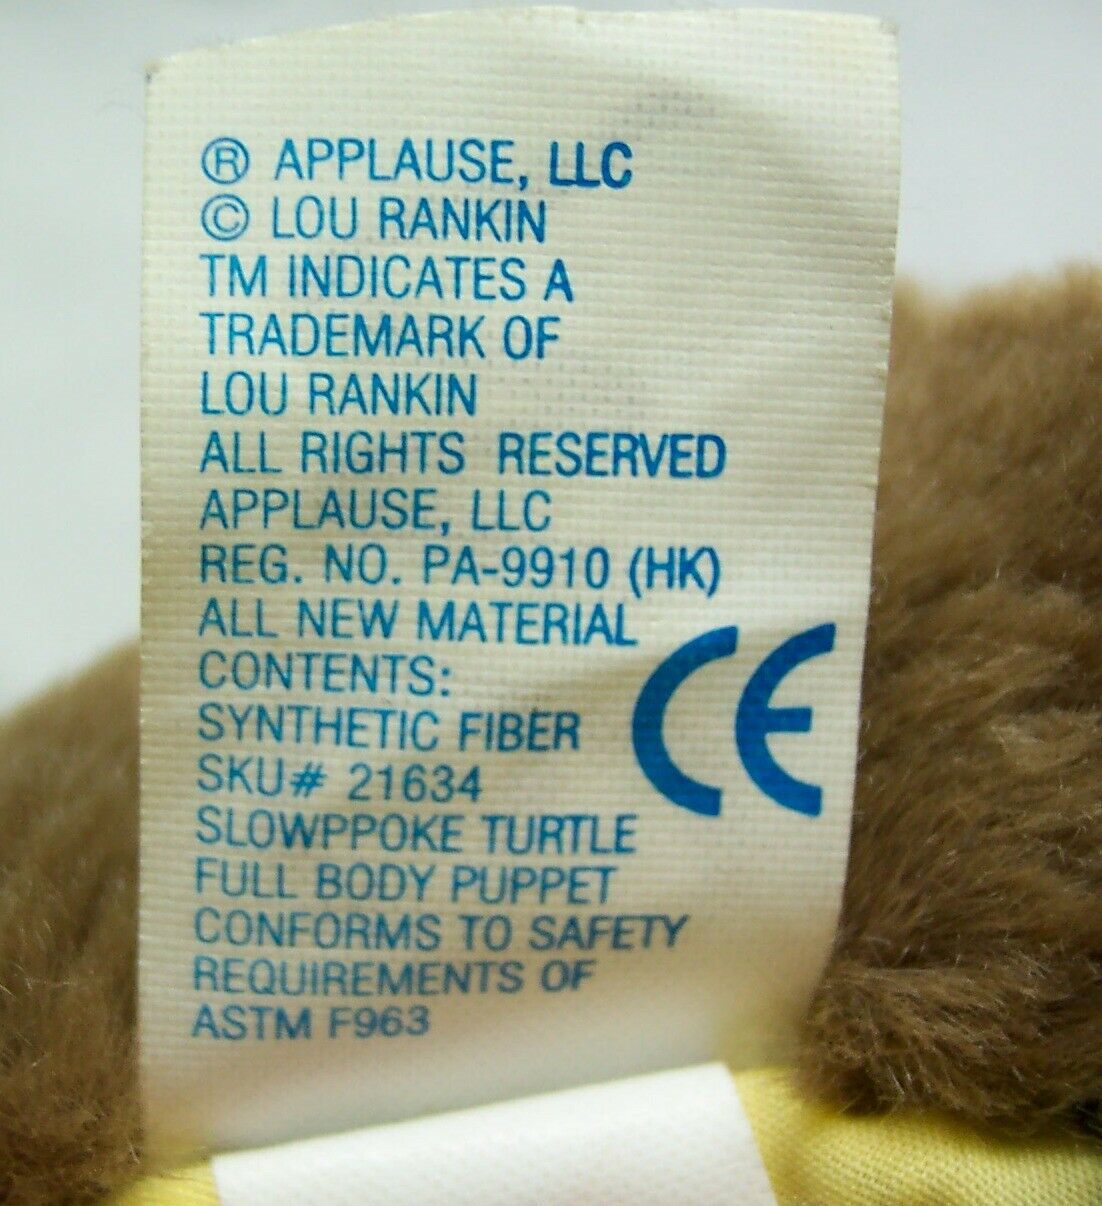 ® APPLAUSE, LLC
© LOU RANKIN
TM INDICATES A
TRADEMARK OF
LOU RANKIN
ALL RIGHTS RESERVED
APPLAUSE, LLC
REG. NO. PA-9910 (HK)
ALL NEW MATERIAL
CONTENTS:
SYNTHETIC FIBER
SKU# 21634
SLOWPPOKE TURTLE
FULL BODY PUPPET
CONFORMS TO SAFETY
REQUIREMENTS OF
ASTM F963
CE